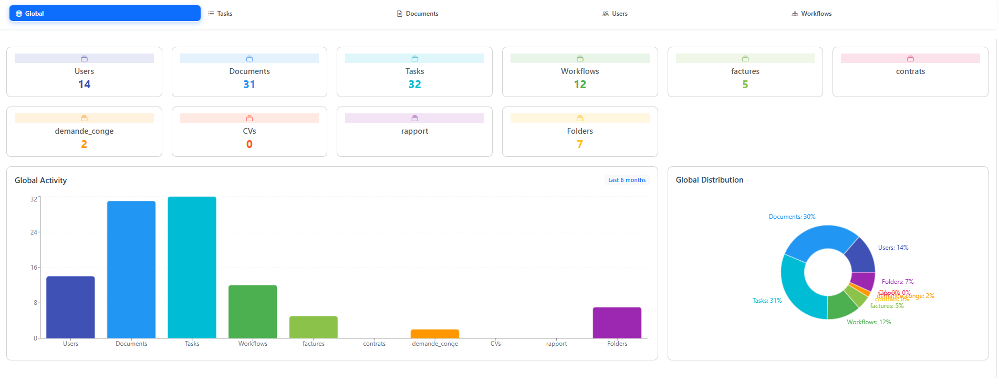 Global
Tasks
Documents
Users
Workflows
Users
14
Documents
31
Tasks
32
Workflows
12
factures
5
contrats
demande_conge
2
CVs
0
rapport
Folders
7
Global Activity
Last 6 months
32
24
16
8
0
Users
Documents
Tasks
Workflows
factures
contrats
demande_conge
CVs
rapport
Folders
Global Distribution
Documents: 30%
Users: 14%
Folders: 7%
CVs: 0%
rapport: 0%
demande_conge: 2%
contrats: 0%
factures: 5%
Tasks: 31%
Workflows: 12%